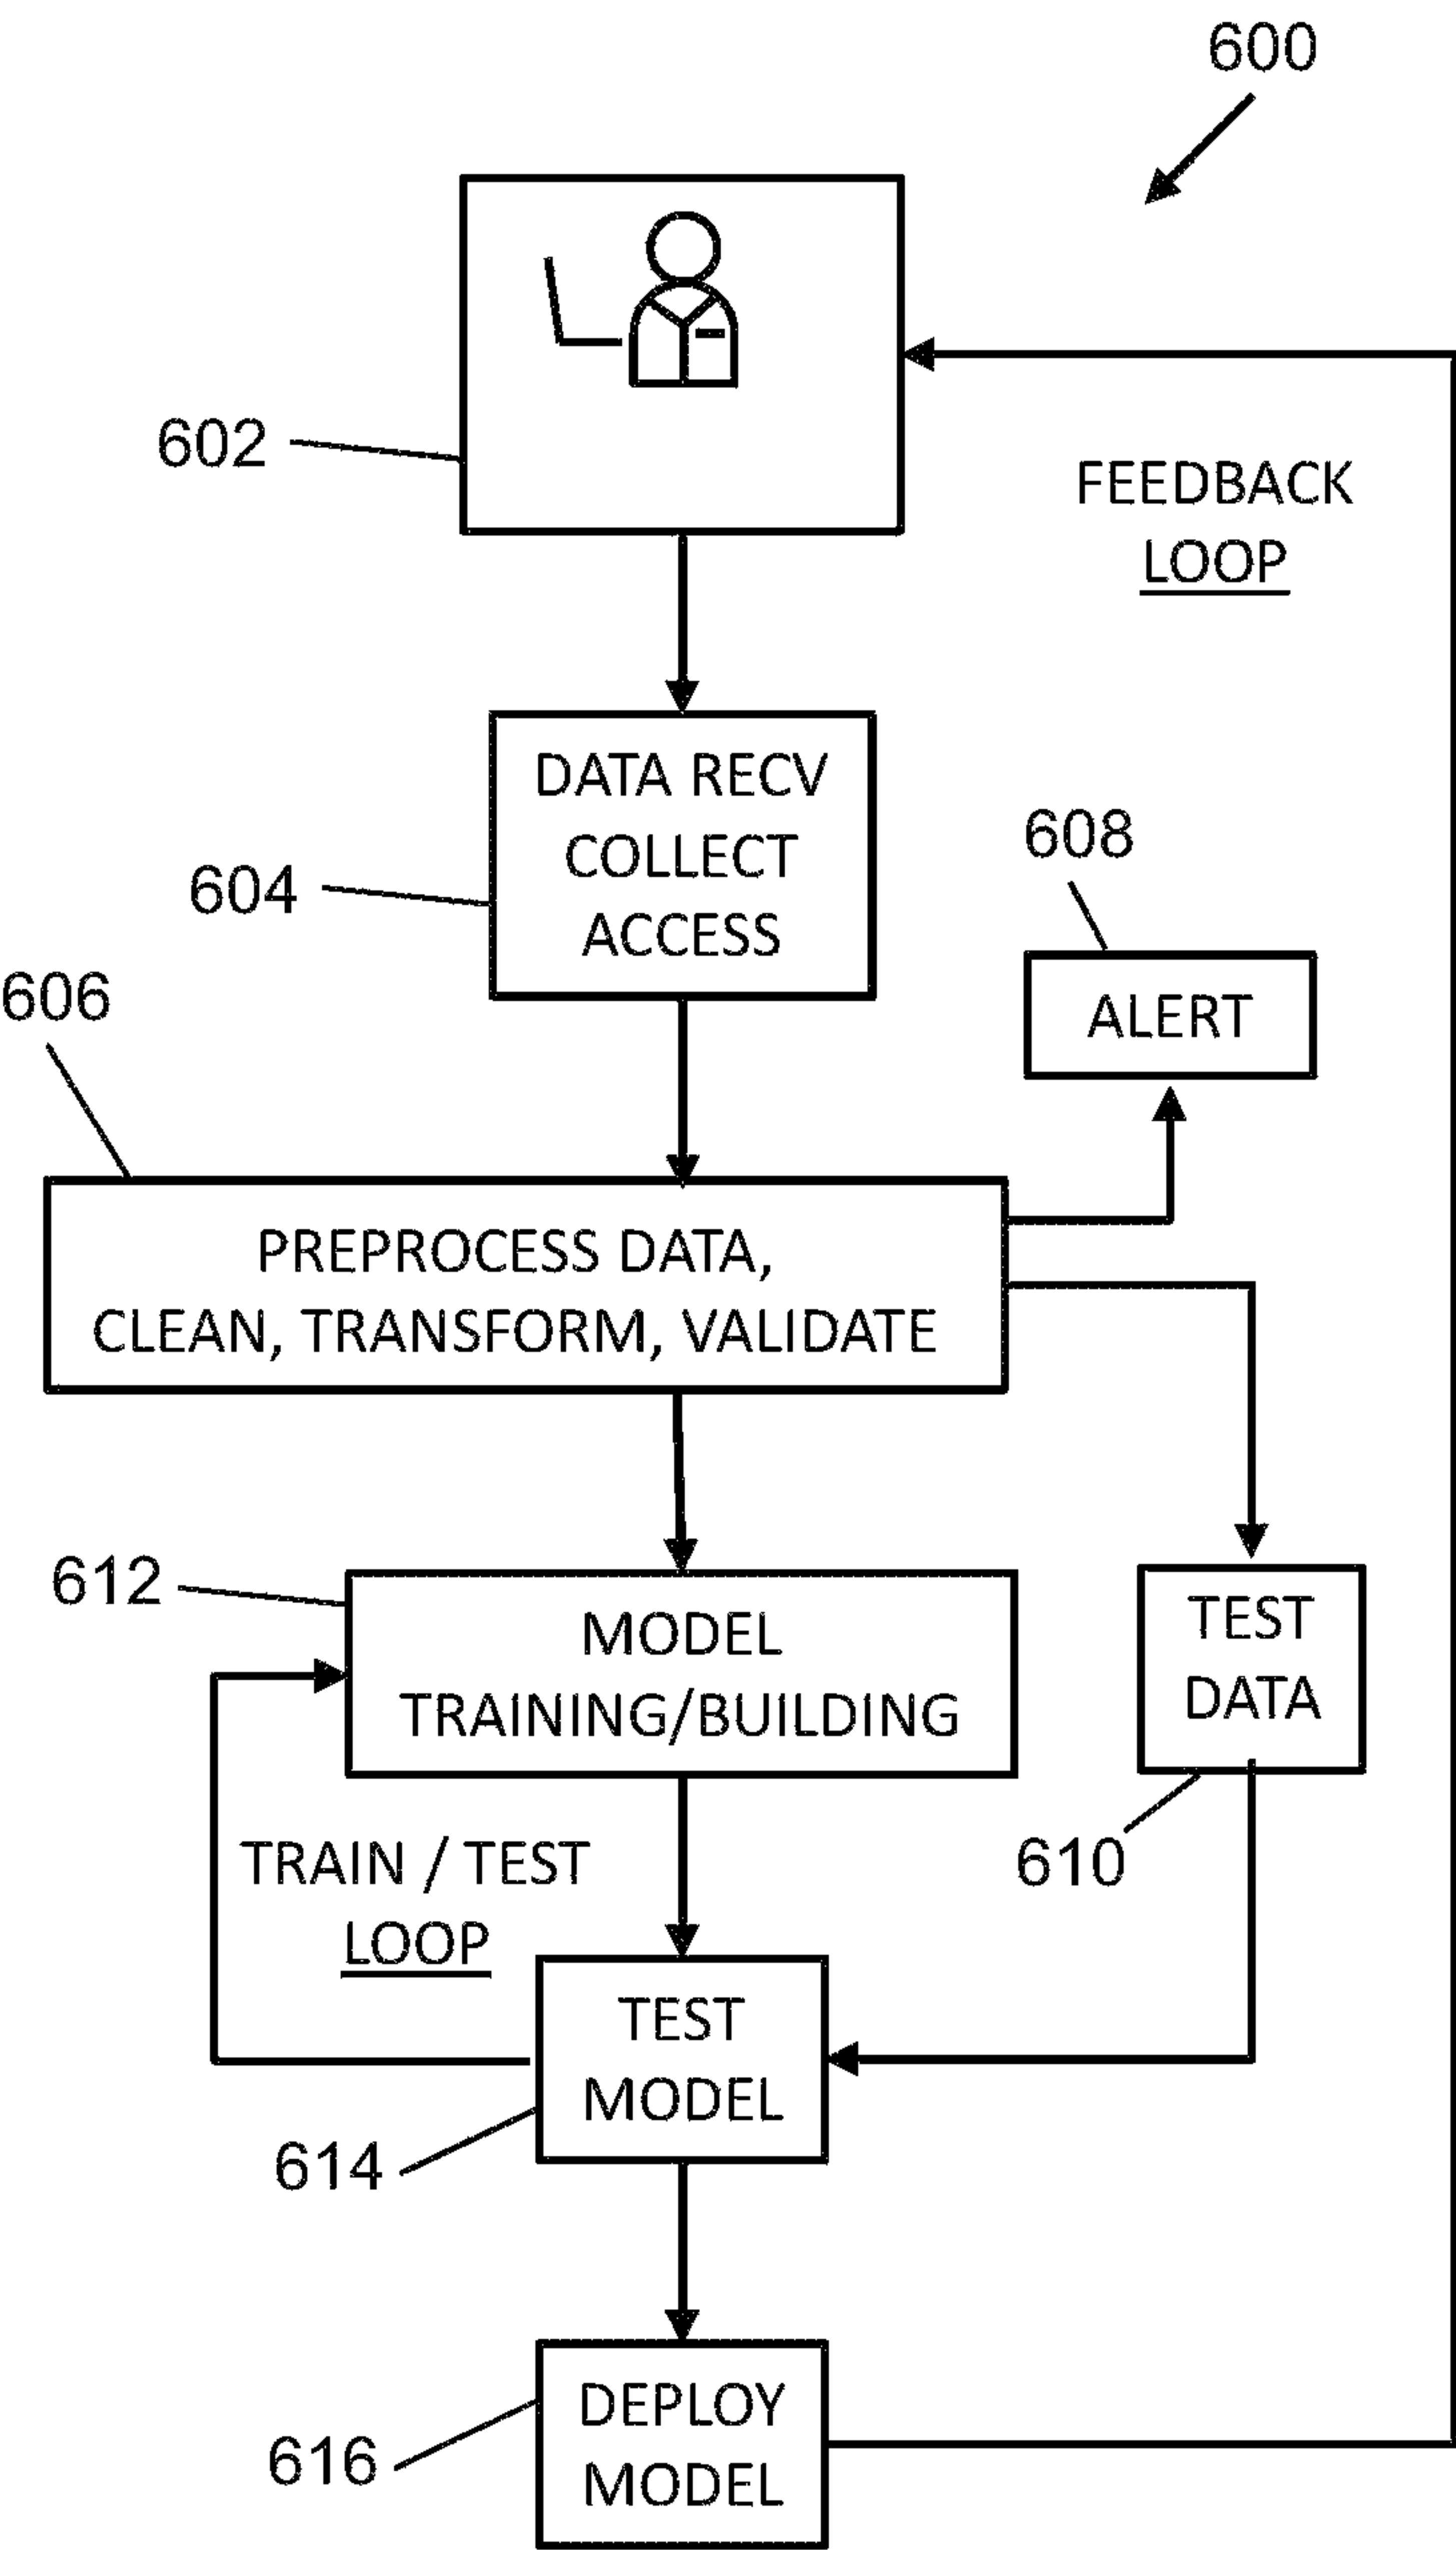 600
602
FEEDBACK
LOOP
DATA RECV
COLLECT
ACCESS
604
608
ALERT
606
PREPROCESS DATA,
CLEAN, TRANSFORM, VALIDATE
612
MODEL
TRAINING/BUILDING
TEST
DATA
610
TRAIN / TEST
LOOP
TEST
MODEL
614
DEPLOY
MODEL
616